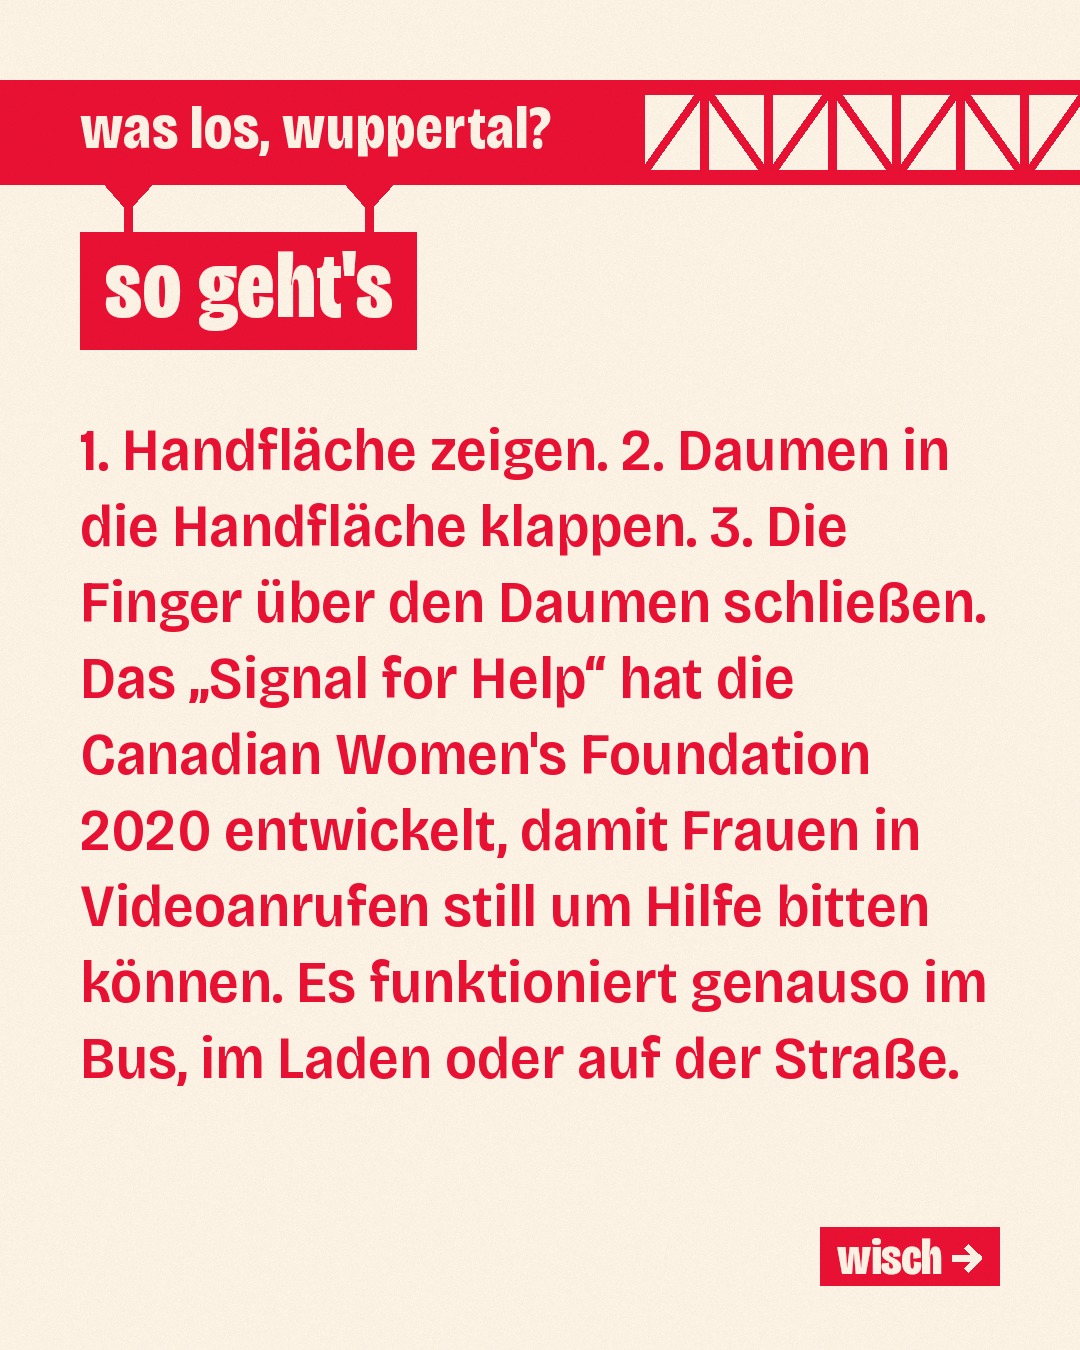 was los, wuppertal?
so geht's
1. Handfläche zeigen. 2. Daumen in
die Handfläche klappen. 3. Die
Finger über den Daumen schließen.
Das „Signal for Help“ hat die
Canadian Women's Foundation
2020 entwickelt, damit Frauen in
Videoanrufen still um Hilfe bitten
können. Es funktioniert genauso im
Bus, im Laden oder auf der Straße.
wisch →